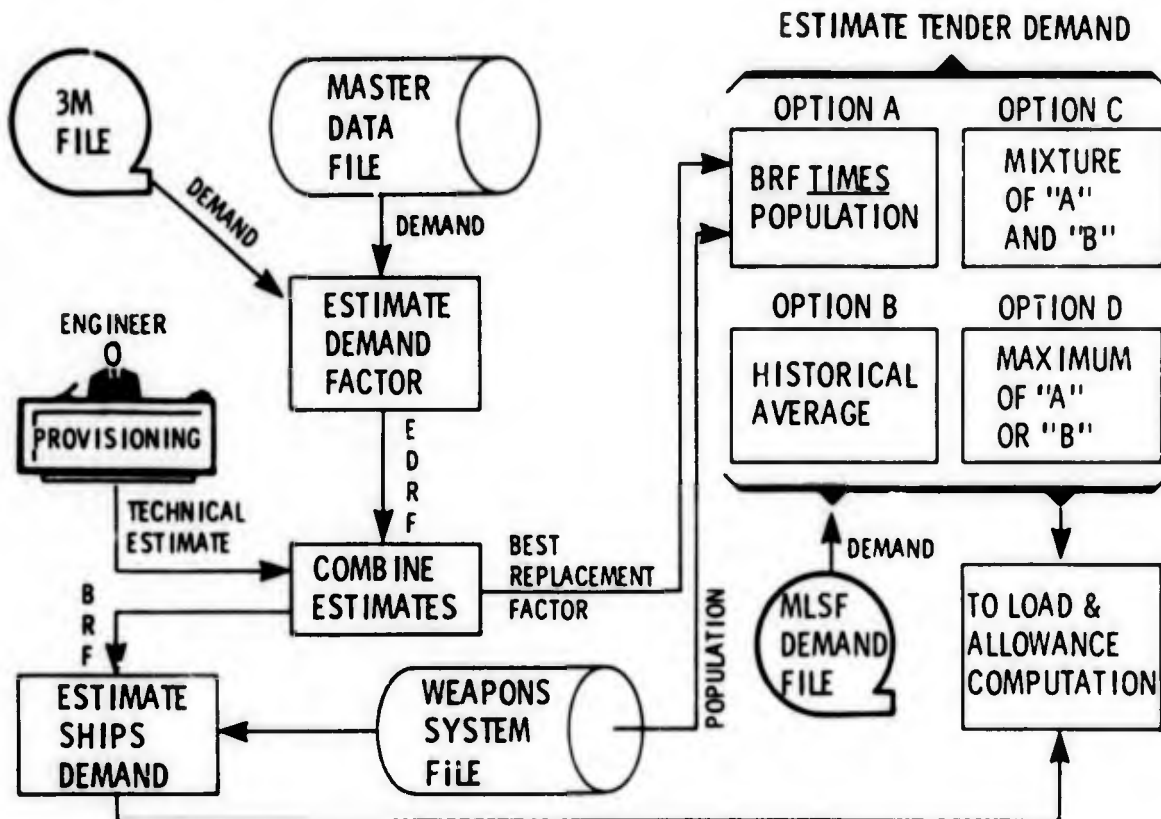 ESTIMATE TENDER DEMAND
3M
FILE
MASTER
DATA
FILE
OPTION A
OPTION C
BRF TIMES
POPULATION
MIXTURE
OF "A"
AND "B"
DEMAND
DEMAND
ESTIMATE
DEMAND
FACTOR
OPTION B
OPTION D
HISTORICAL
AVERAGE
MAXIMUM
OF "A"
OR "B"
ENGINEER
PROVISIONING
EDRF
TECHNICAL
ESTIMATE
COMBINE
ESTIMATES
BEST
REPLACEMENT
FACTOR
POPULATION
DEMAND
MLSF
DEMAND
FILE
TO LOAD &
ALLOWANCE
COMPUTATION
BRF
ESTIMATE
SHIPS
DEMAND
WEAPONS
SYSTEM
FILE